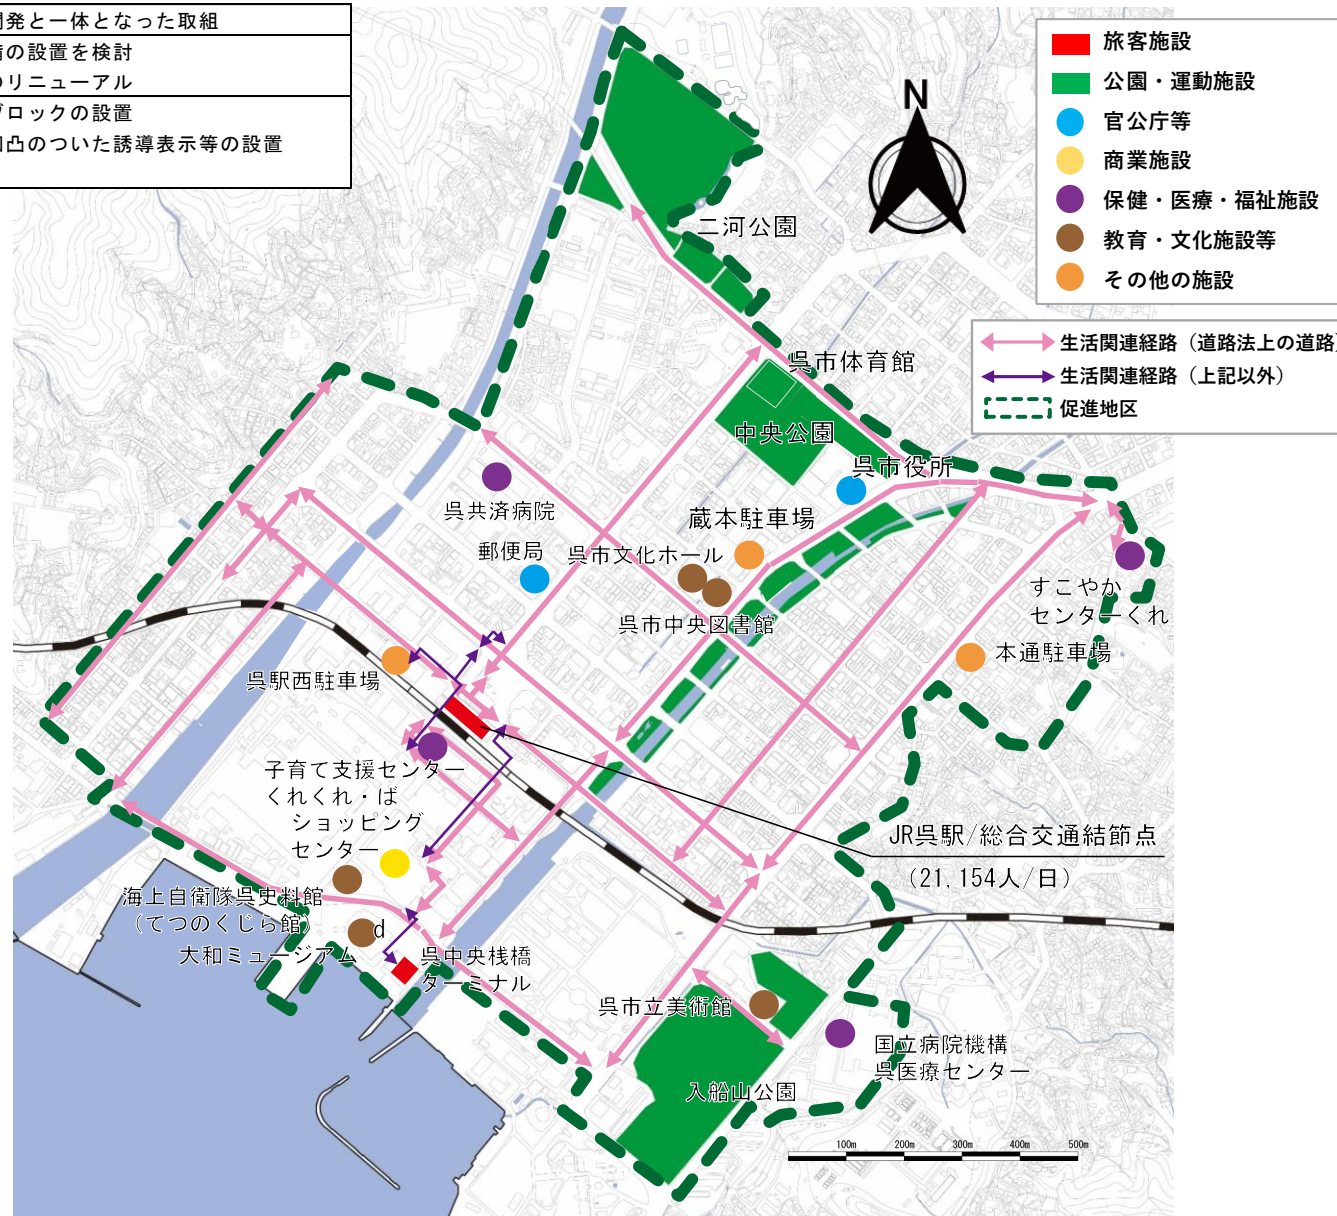 開発と一体となった取組
備の設置を検討
のリニューアル
ブロックの設置
凹凸のついた誘導表示等の設置
旅客施設
公園・運動施設
官公庁等
商業施設
保健・医療・福祉施設
教育・文化施設等
その他の施設
生活関連経路（道路法上の道路）
生活関連経路（上記以外）
促進地区
N
二河公園
呉市体育館
中央公園
呉市役所
呉共済病院
蔵本駐車場
郵便局
呉市文化ホール
呉市中央図書館
すこやか
センターくれ
本通駐車場
呉駅西駐車場
子育て支援センター
くれくれ・ば
ショッピング
センター
JR呉駅/総合交通結節点
（21,154人/日）
海上自衛隊呉史料館
（てつのくじら館）
d
大和ミュージアム
呉中央桟橋
ターミナル
呉市立美術館
国立病院機構
呉医療センター
入船山公園
100m 200m 300m 400m 500m